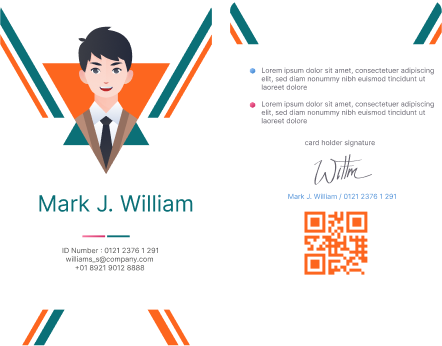 Mark J. William
ID Number : 0121 2376 1 291
williams_s@company.com
+01 8921 9012 8888
Lorem ipsum dolor sit amet, consectetuer adipiscing
elit, sed diam nonummy nibh euismod tincidunt ut
laoreet dolore
Lorem ipsum dolor sit amet, consectetuer adipiscing
elit, sed diam nonummy nibh euismod tincidunt ut
laoreet dolore
card holder signature
Mark J. William / 0121 2376 1 291